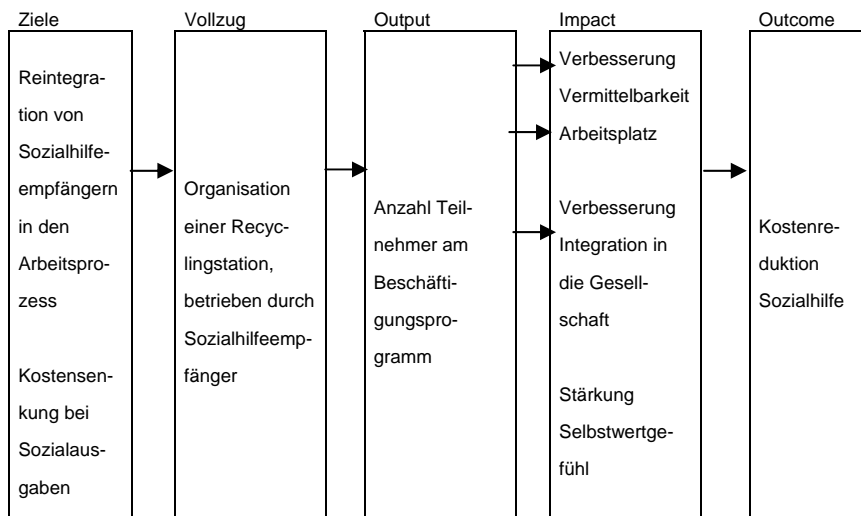 Ziele
Reintegra-
tion von
Sozialhilfe-
empfängern
in den
Arbeitspro-
zess
Kostensen-
kung bei
Sozialaus-
gaben
Vollzug
Organisation
einer Recyc-
lingstation,
betrieben durch
Sozialhilfeemp-
fänger
Output
Anzahl Teil-
nehmer am
Beschäfti-
gungspro-
gramm
Impact
Verbesserung
Vermittelbarkeit
Arbeitsplatz
Verbesserung
Integration in
die Gesell-
schaft
Stärkung
Selbstwertge-
fühl
Outcome
Kostenre-
duktion
Sozialhilfe